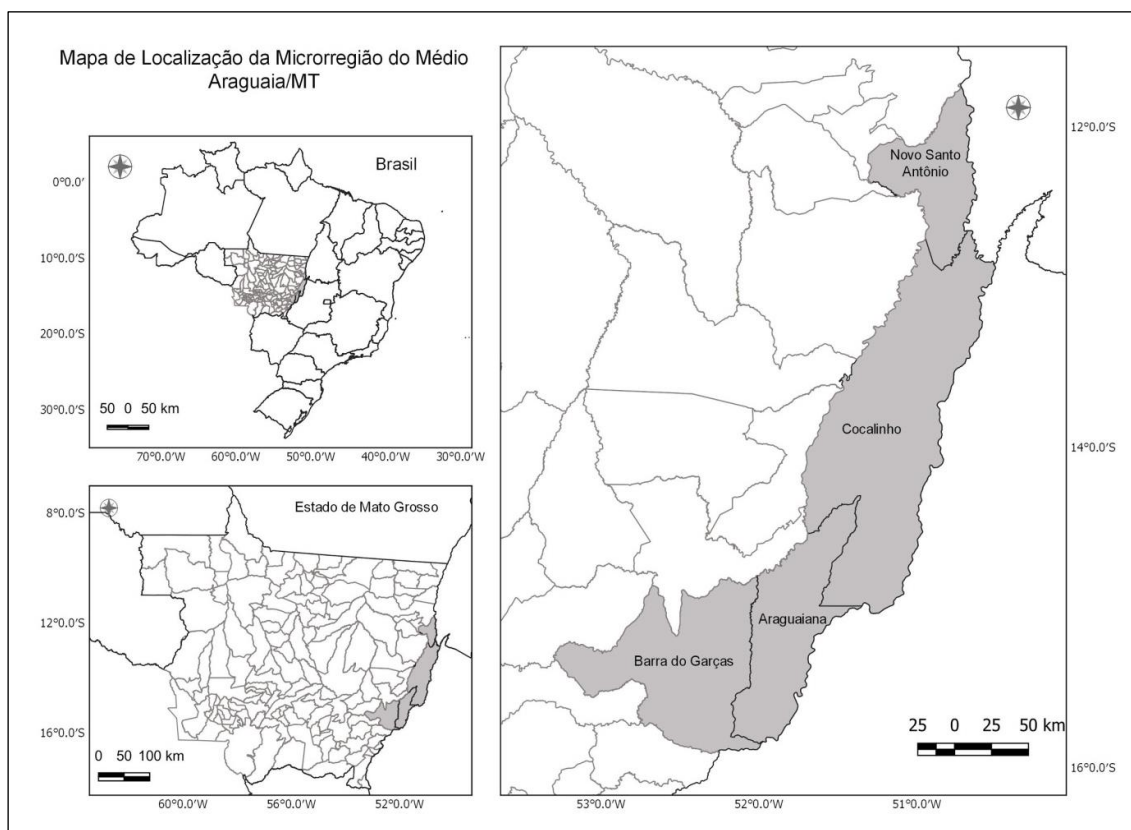 Mapa de Localização da Microrregião do Médio
Araguaia/MT
Brasil
0°0.0'
10°0.0'S
20°0.0'S
30°0.0'S
50 0 50 km
70°0.0'W 60°0.0'W 50°0.0'W 40°0.0'W 30°0.0'W
Estado de Mato Grosso
8°0.0'S
12°0.0'S
16°0.0'S
0 50 100 km
60°0.0'W 56°0.0'W 52°0.0'W
Novo Santo
Antônio
Cocalinho
Araguaiana
Barra do Garças
25 0 25 50 km
12°0.0'S
14°0.0'S
16°0.0'S
53°0.0'W 52°0.0'W 51°0.0'W